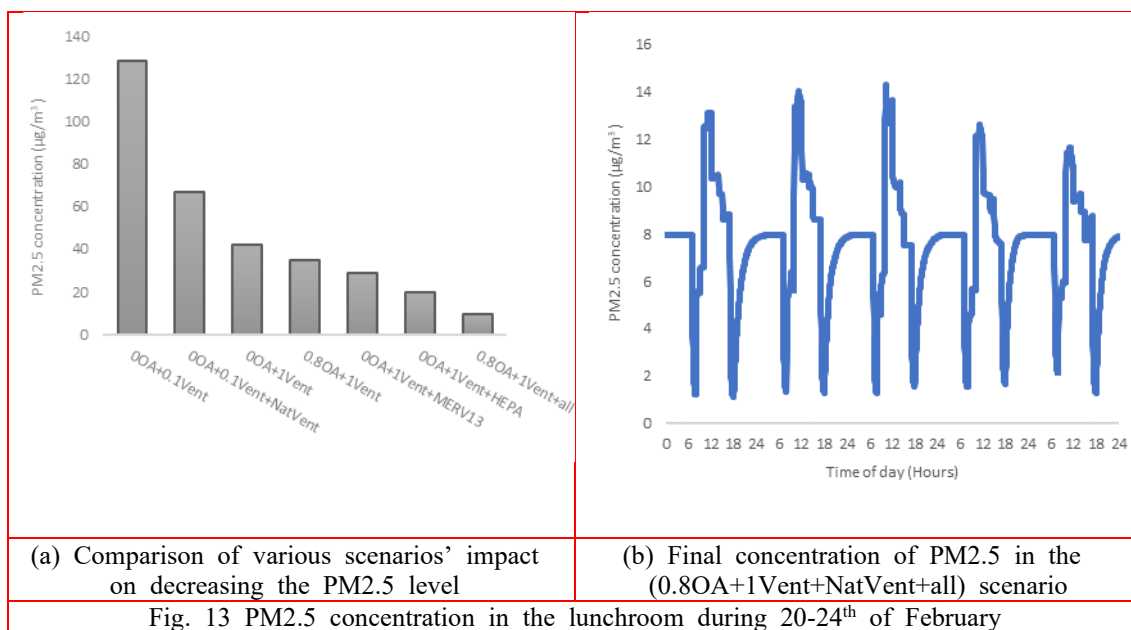 140
120
100
80
60
40
20
0
PM2.5 concentration (µg/m³)
0OA+0.1Vent
0OA+0.1Vent+NatVent
0OA+1Vent
0.8OA+1Vent
0OA+1Vent+MERV13
0OA+1Vent+HEPA
0.8OA+1Vent+all
16
14
12
10
8
6
4
2
0
PM2.5 concentration (µg/m³)
0 6 12 18 24 6 12 18 24 6 12 18 24 6 12 18 24 6 12 18 24
Time of day (Hours)
(a) Comparison of various scenarios’ impact
on decreasing the PM2.5 level
(b) Final concentration of PM2.5 in the
(0.8OA+1Vent+NatVent+all) scenario
Fig. 13 PM2.5 concentration in the lunchroom during 20-24th of February